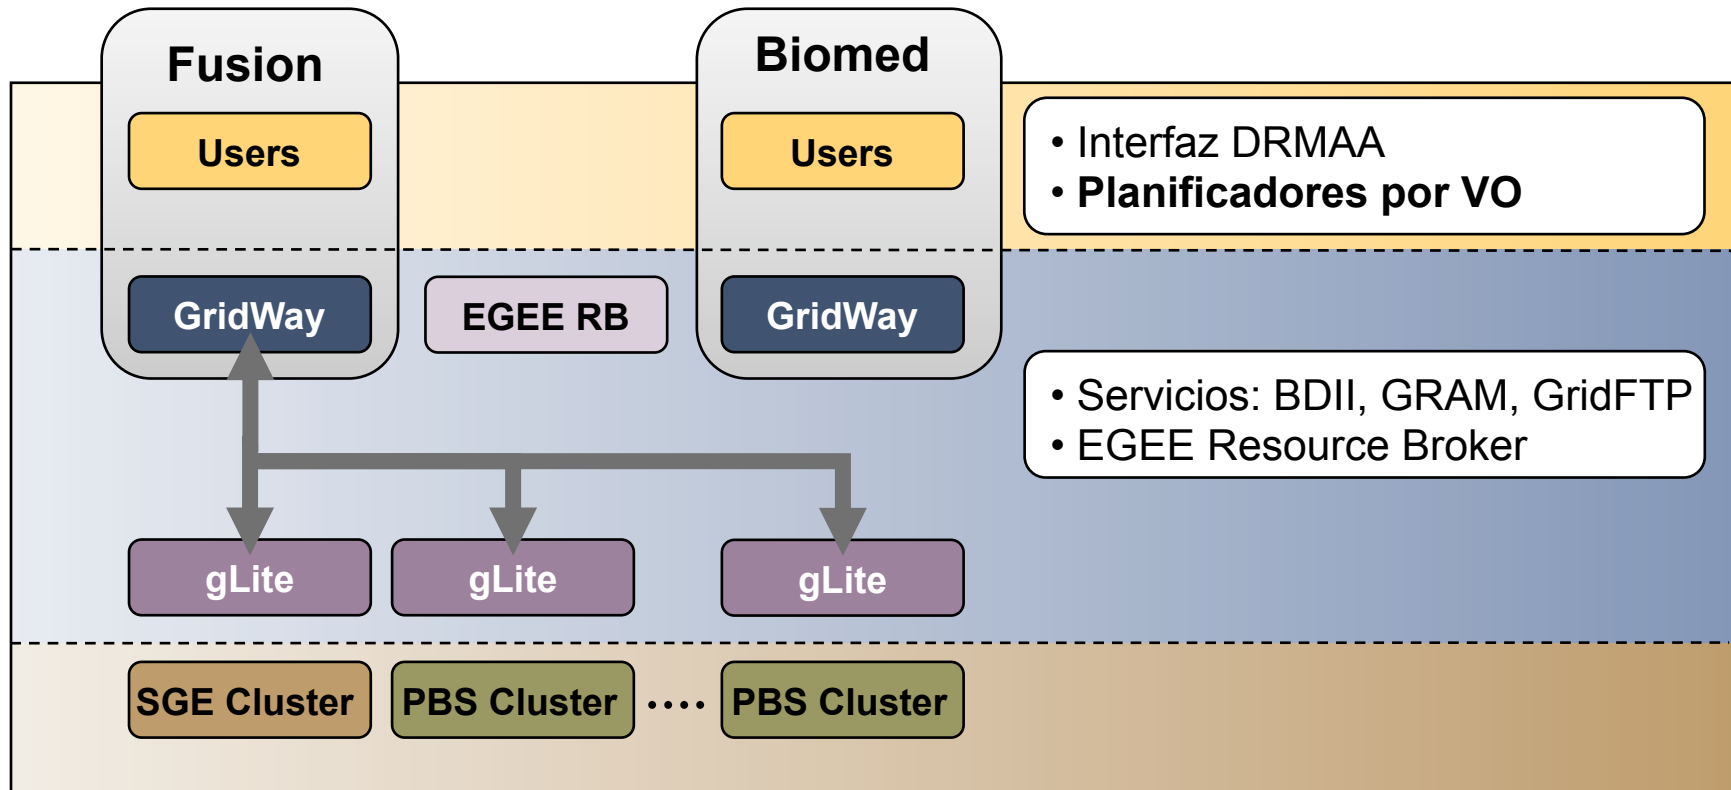 Fusion
Biomed
Users
Users
• Interfaz DRMAA
• Planificadores por VO
GridWay
EGEE RB
GridWay
• Servicios: BDII, GRAM, GridFTP
• EGEE Resource Broker
gLite
gLite
gLite
SGE Cluster
PBS Cluster
....
PBS Cluster